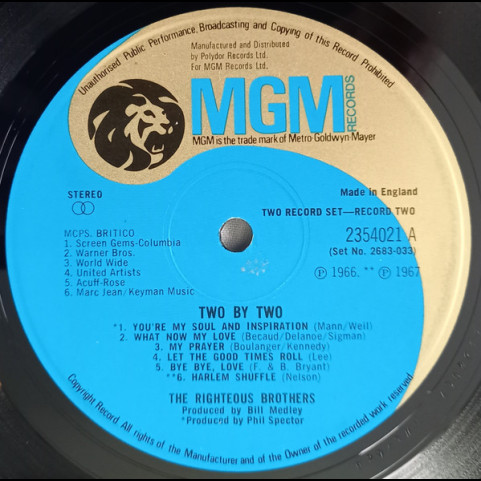 Unauthorised Public Performance, Broadcasting and Copying of this Record Prohibited
Manufactured and Distributed
by Polydor Records Ltd.
For MGM Records Ltd.
MGM
RECORDS
MGM is the trade mark of Metro-Goldwyn-Mayer
STEREO
Made in England
TWO RECORD SET—RECORD TWO
2354021 A
(Set No. 2683-033)
Ⓟ 1966. ** Ⓟ 1967
MCPS. BRITICO
1. Screen Gems-Columbia
2. Warner Bros.
3. World Wide
4. United Artists
5. Acuff-Rose
6. Marc Jean/Keyman Music
TWO BY TWO
*1. YOU'RE MY SOUL AND INSPIRATION (Mann/Weil)
2. WHAT NOW MY LOVE (Becaud/Delanoe/Sigman)
3. MY PRAYER (Boulanger/Kennedy)
4. LET THE GOOD TIMES ROLL (Lee)
5. BYE BYE, LOVE (F. & B. Bryant)
**6. HARLEM SHUFFLE (Nelson)
THE RIGHTEOUS BROTHERS
Produced by Bill Medley
*Produced by Phil Spector
Copyright Record. All rights of the Manufacturer and of the Owner of the recorded work reserved.